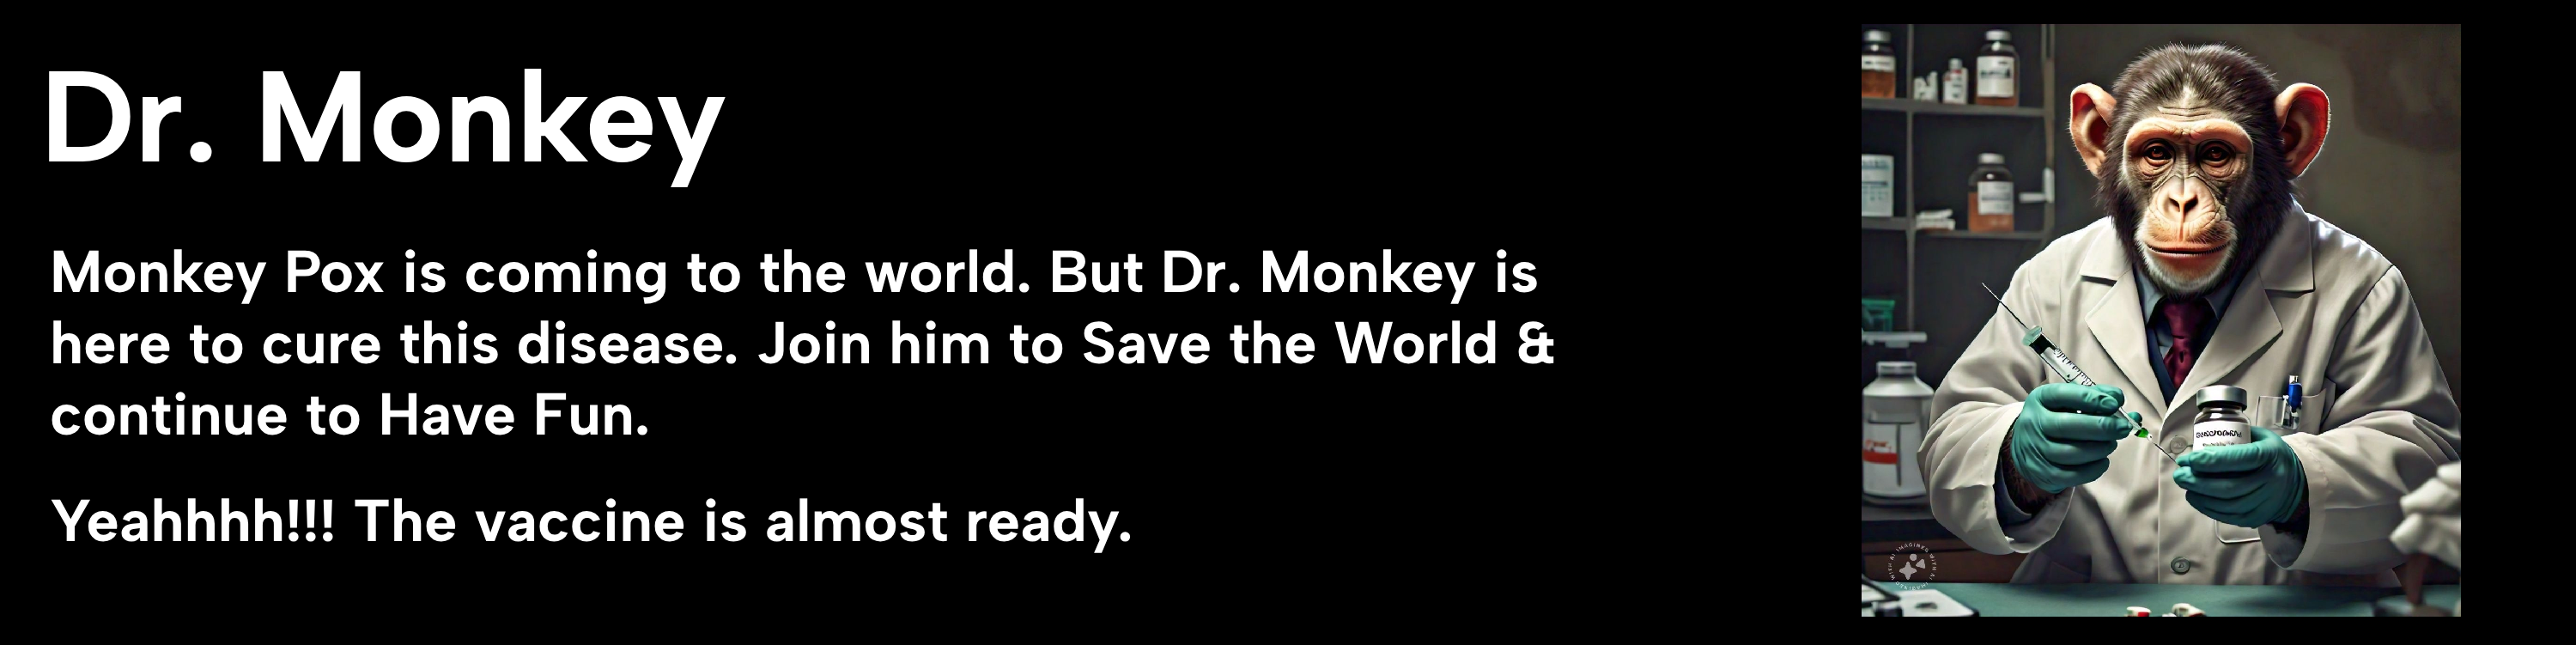 Dr. Monkey
Monkey Pox is coming to the world. But Dr. Monkey is
here to cure this disease. Join him to Save the World &
continue to Have Fun.
Yeahhhh!!! The vaccine is almost ready.